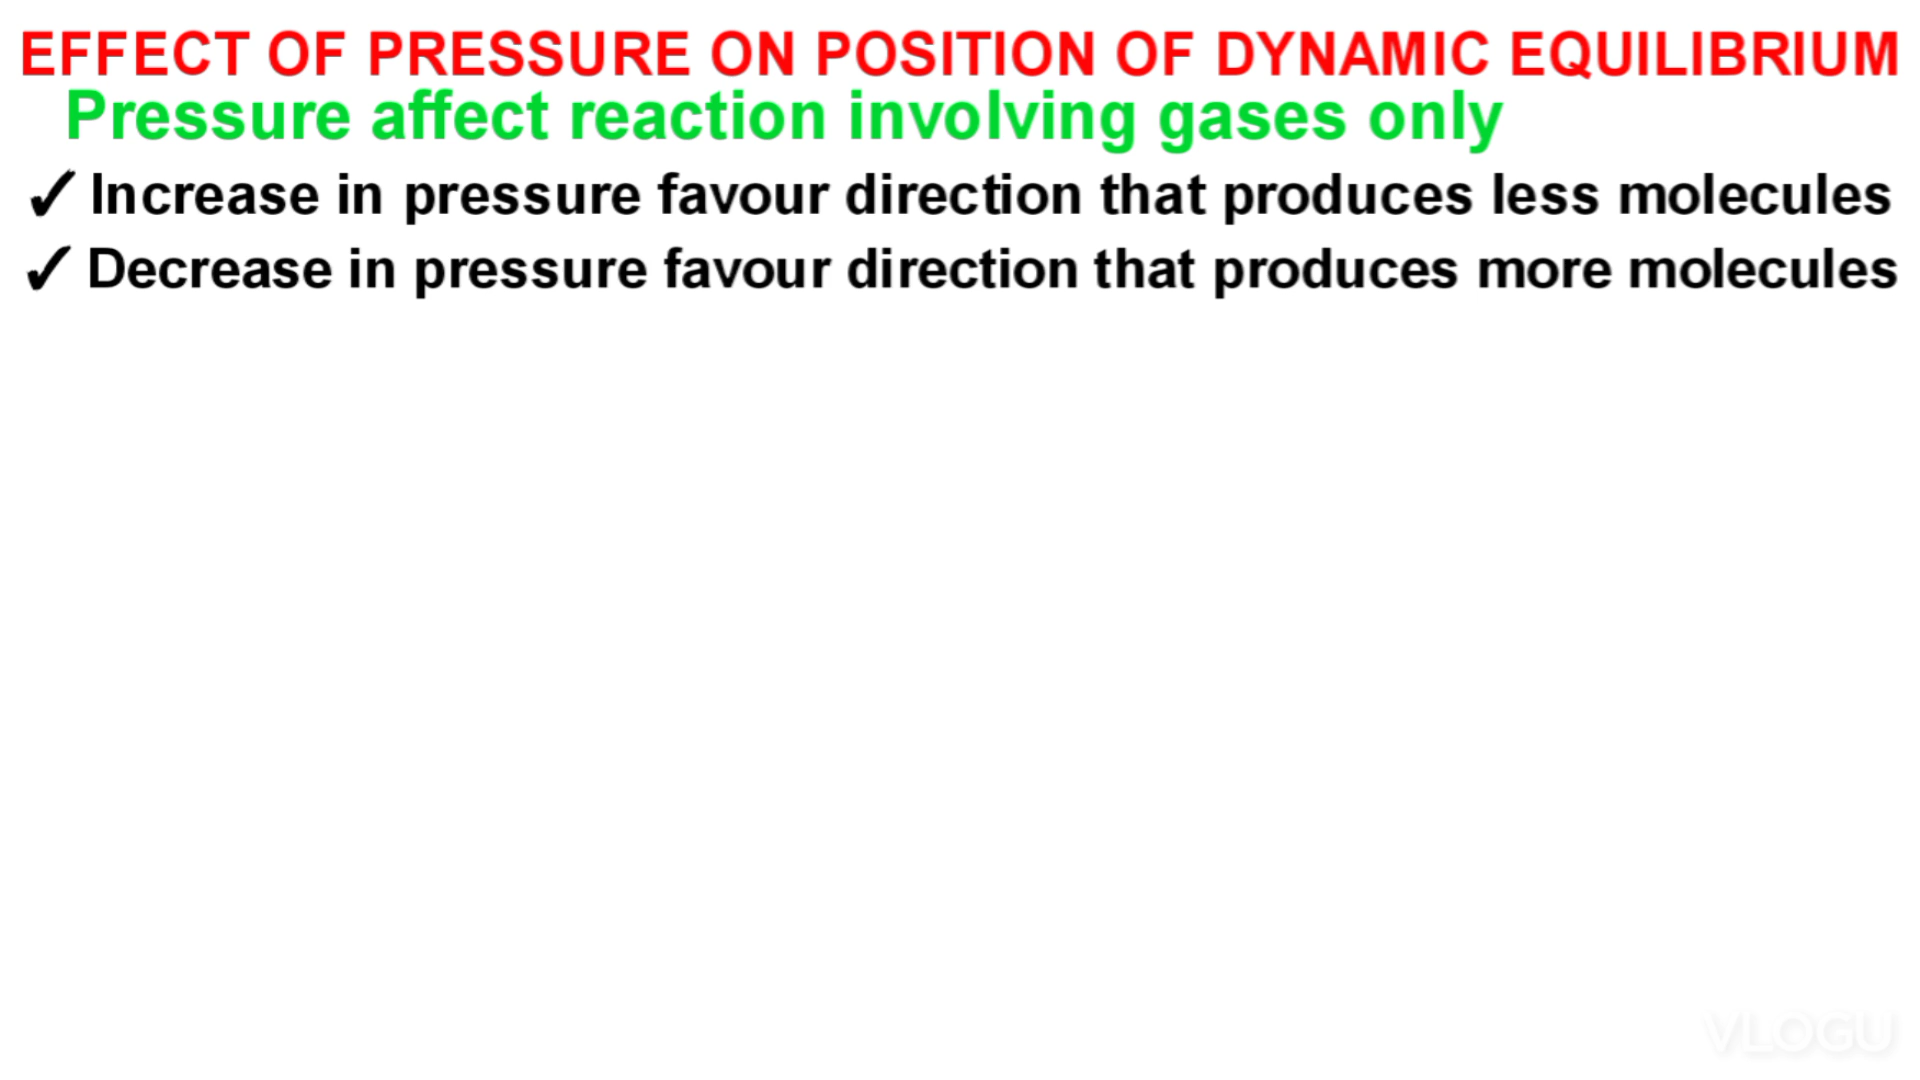 EFFECT OF PRESSURE ON POSITION OF DYNAMIC EQUILIBRIUM
Pressure affect reaction involving gases only
✓ Increase in pressure favour direction that produces less molecules
✓ Decrease in pressure favour direction that produces more molecules
VLOGU